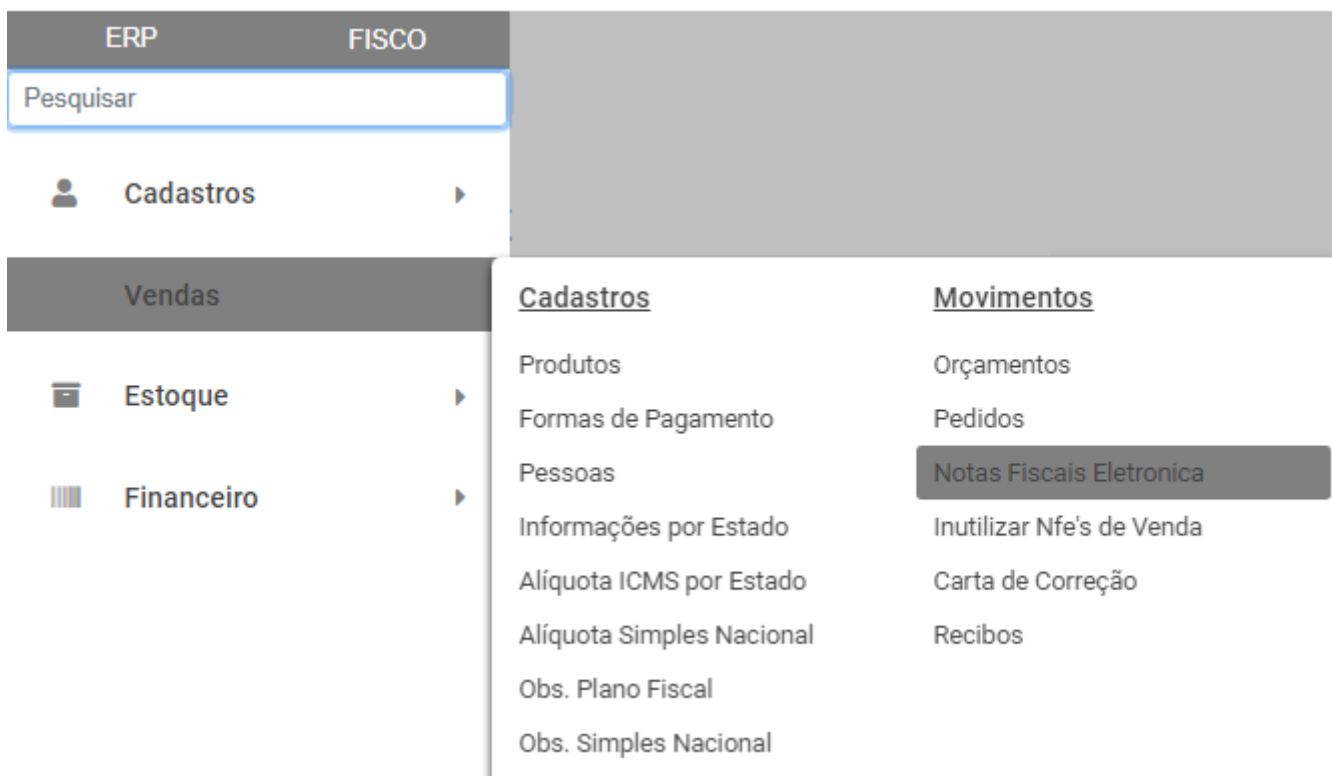 ERP FISCO
Pesquisar
Cadastros
Vendas
Estoque
Financeiro
Cadastros
Produtos
Formas de Pagamento
Pessoas
Informações por Estado
Alíquota ICMS por Estado
Alíquota Simples Nacional
Obs. Plano Fiscal
Obs. Simples Nacional
Movimentos
Orçamentos
Pedidos
Notas Fiscais Eletronica
Inutilizar Nfe's de Venda
Carta de Correção
Recibos